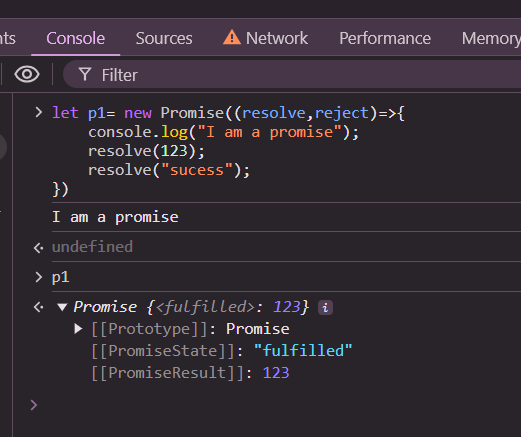 nts Console Sources Network Performance Memory
Filter
let p1= new Promise((resolve,reject)=>{
console.log("I am a promise");
resolve(123);
resolve("sucess");
})
I am a promise
undefined
p1
Promise {<fulfilled>: 123} i
[[Prototype]]: Promise
[[PromiseState]]: "fulfilled"
[[PromiseResult]]: 123